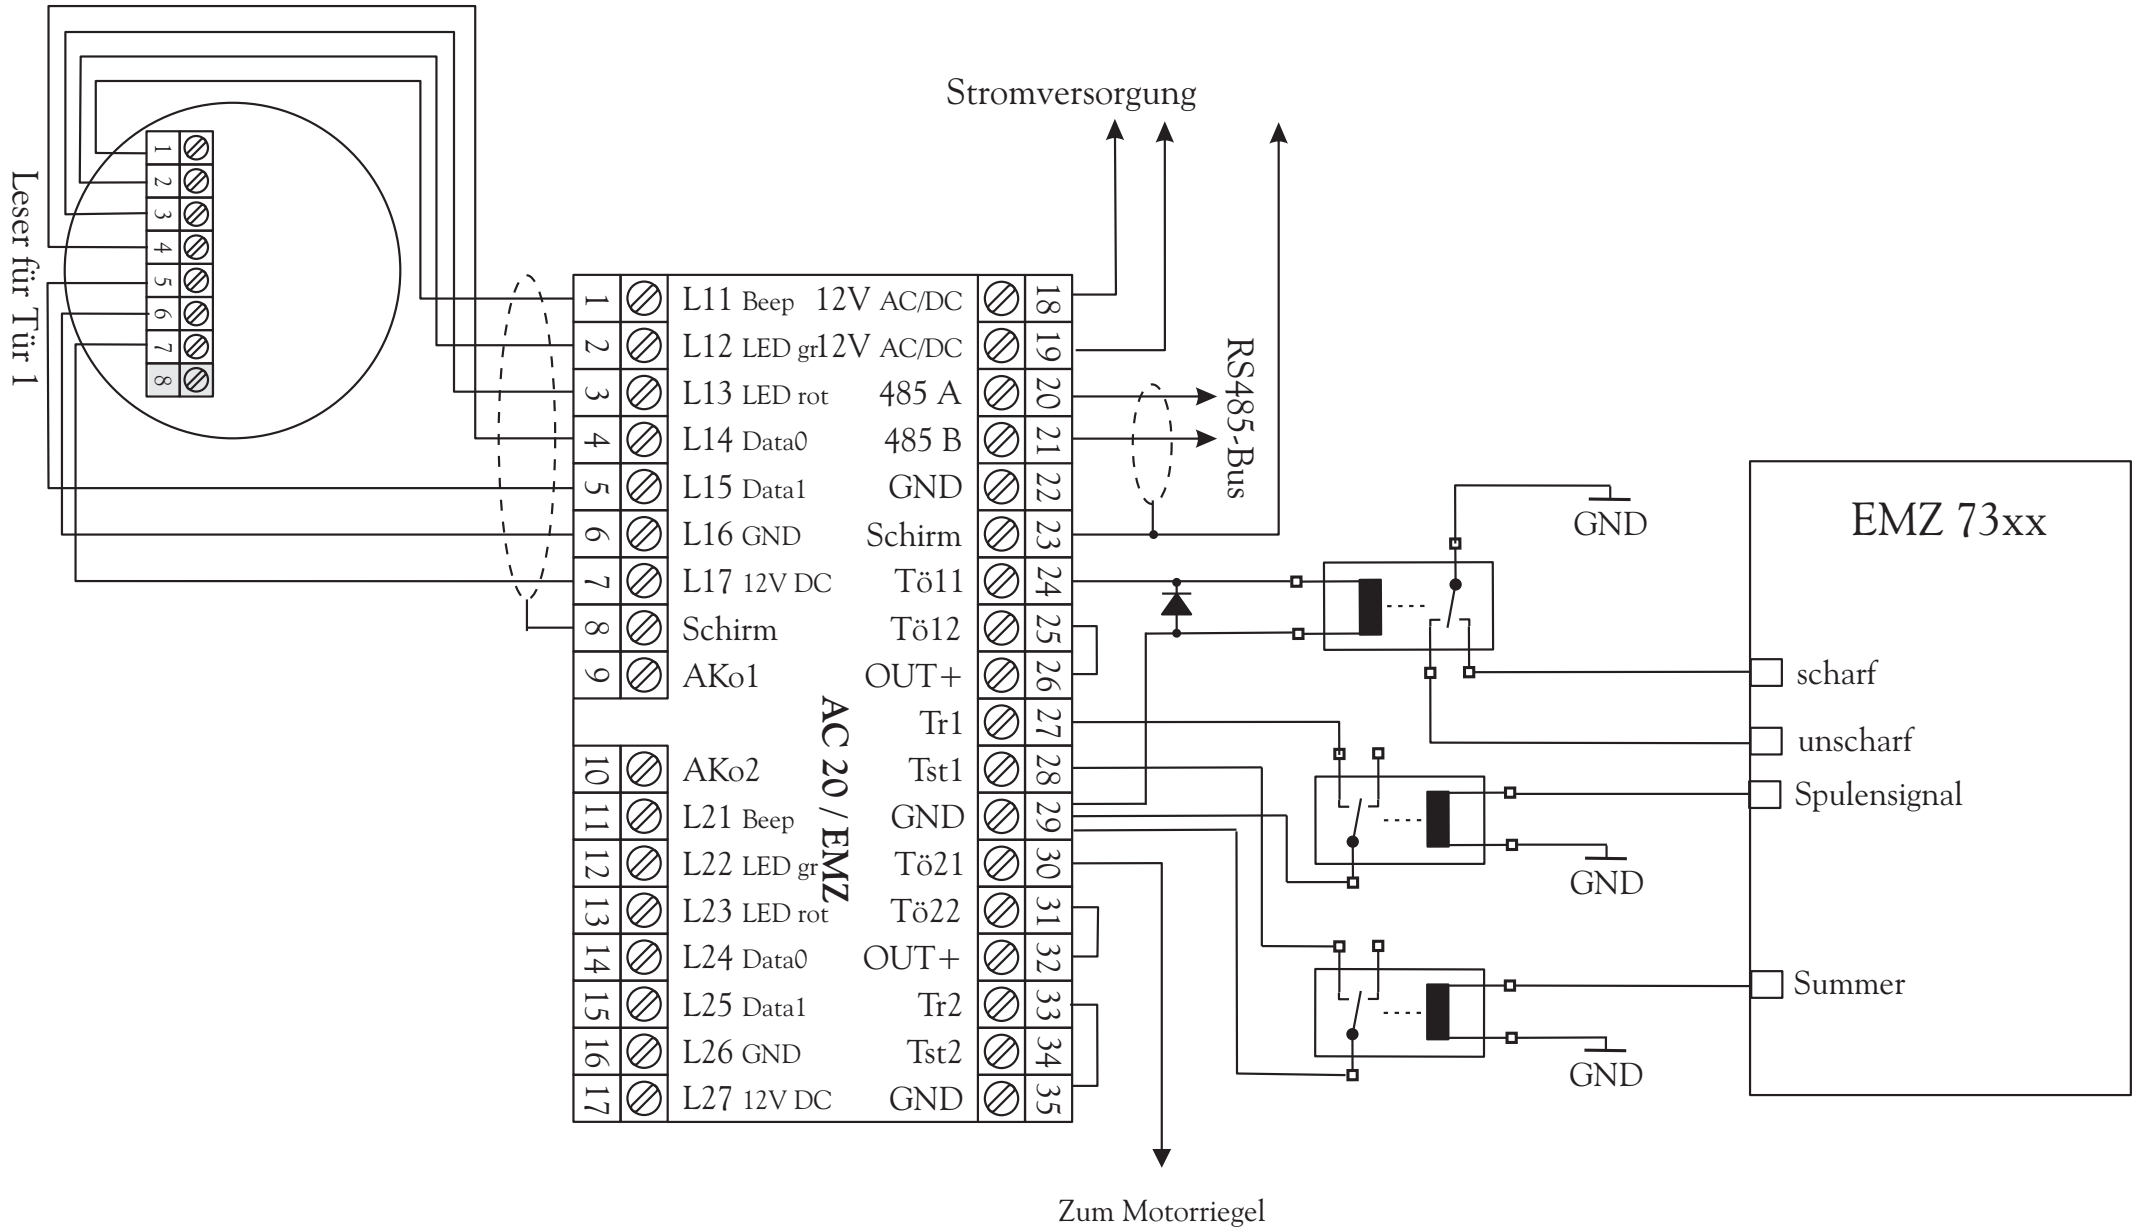 Stromversorgung
Leser für Tür 1
1
2
3
4
5
6
7
8
1 L11 Beep 12V AC/DC 18
2 L12 LED gr12V AC/DC 19
3 L13 LED rot 485 A 20
4 L14 Data0 485 B 21
5 L15 Data1 GND 22
6 L16 GND Schirm 23
7 L17 12V DC Tö11 24
8 Schirm Tö12 25
9 AKo1 OUT+ 26
Tr1 27
10 AKo2 Tst1 28
11 L21 Beep GND 29
12 L22 LED gr Tö21 30
13 L23 LED rot Tö22 31
14 L24 Data0 OUT+ 32
15 L25 Data1 Tr2 33
16 L26 GND Tst2 34
17 L27 12V DC GND 35
AC 20 / EMZ
RS485-Bus
GND
EMZ 73xx
scharf
unscharf
Spulensignal
GND
Summer
GND
Zum Motorriegel